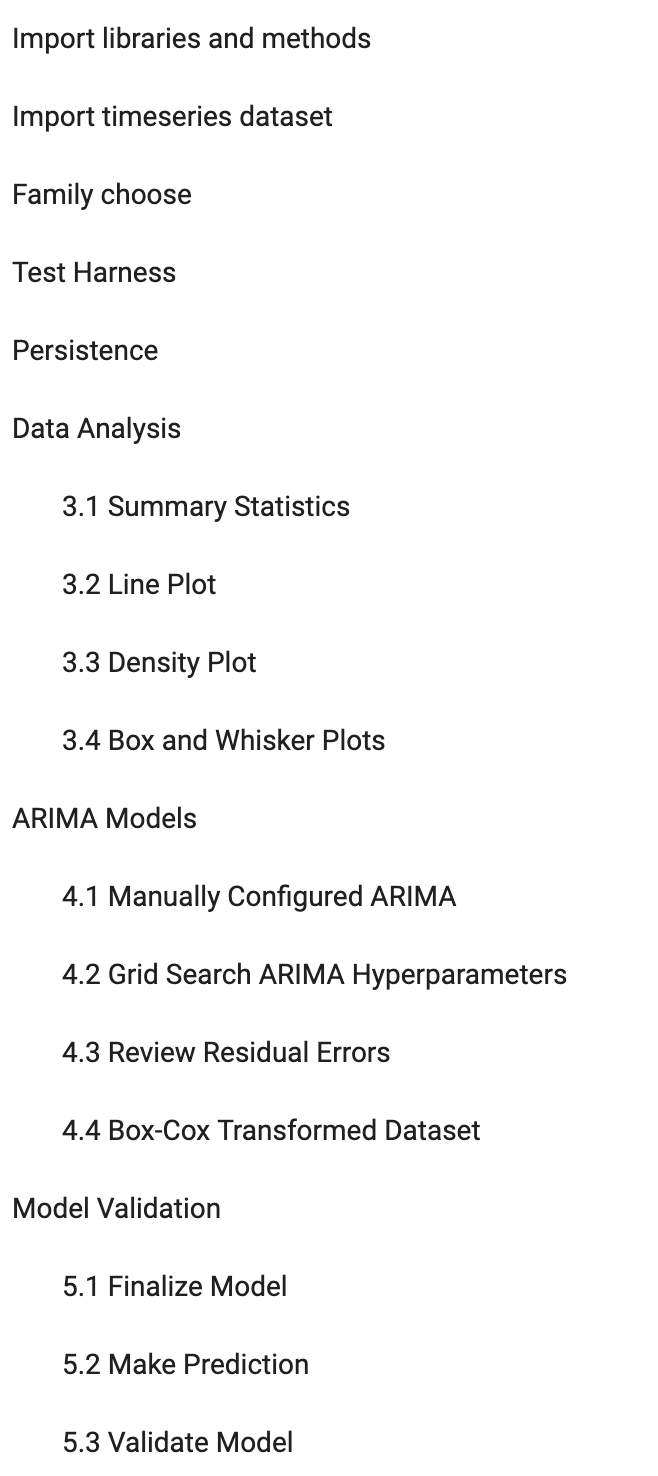 Import libraries and methods
Import timeseries dataset
Family choose
Test Harness
Persistence
Data Analysis
3.1 Summary Statistics
3.2 Line Plot
3.3 Density Plot
3.4 Box and Whisker Plots
ARIMA Models
4.1 Manually Configured ARIMA
4.2 Grid Search ARIMA Hyperparameters
4.3 Review Residual Errors
4.4 Box-Cox Transformed Dataset
Model Validation
5.1 Finalize Model
5.2 Make Prediction
5.3 Validate Model